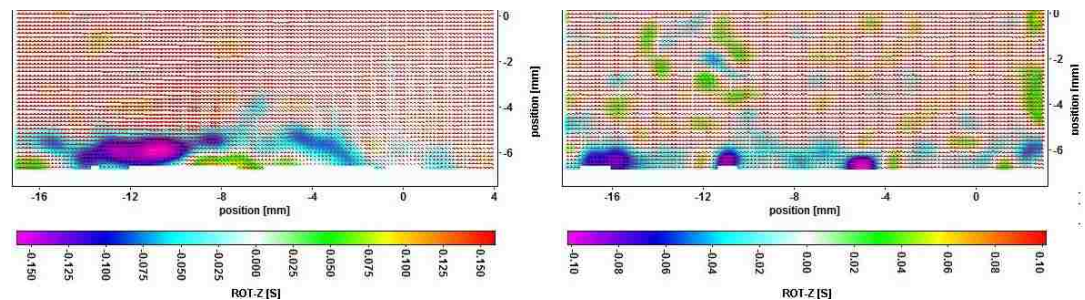 0
-2
-4
-6
position [mm]
-16 -12 -8 -4 0 4
position [mm]
-0.150 -0.125 -0.100 -0.075 -0.050 -0.025 0.000 0.025 0.050 0.075 0.100 0.125 0.150
ROT-Z [S]
0
-2
-4
-6
position [mm]
-16 -12 -8 -4 0
position [mm]
-0.10 -0.08 -0.06 -0.04 -0.02 0.00 0.02 0.04 0.06 0.08 0.10
ROT-Z [S]